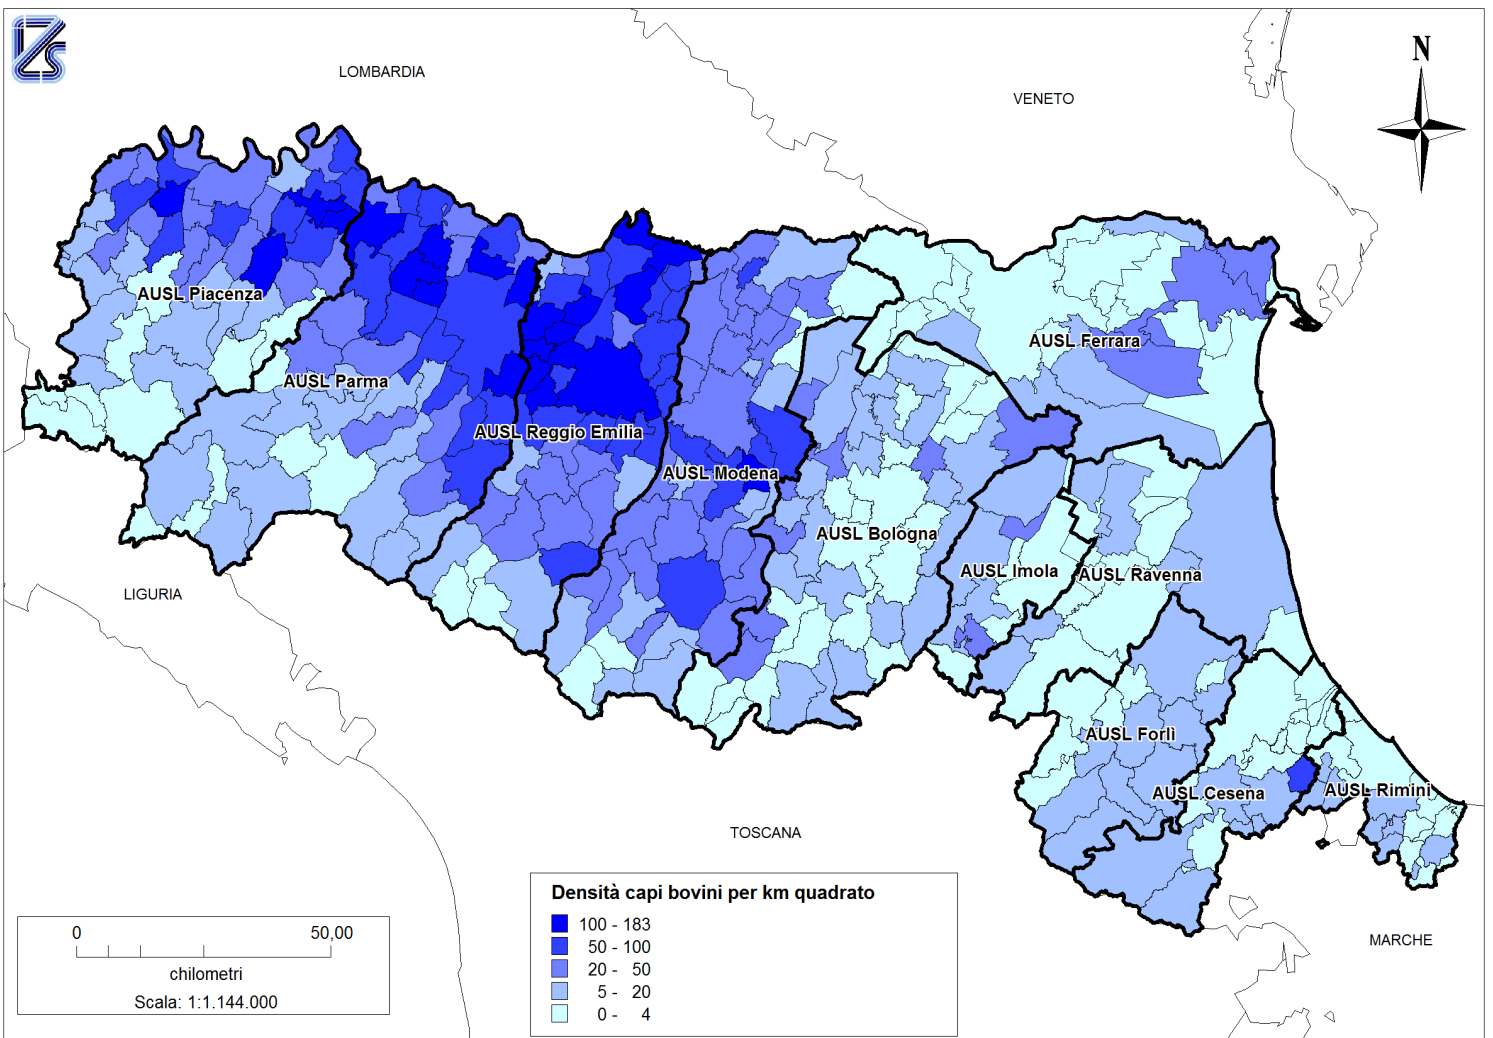 LOMBARDIA
N
VENETO
AUSL Piacenza
AUSL Ferrara
AUSL Parma
AUSL Reggio Emilia
AUSL Modena
AUSL Bologna
AUSL Imola
AUSL Ravenna
LIGURIA
AUSL Forlì
AUSL Cesena
AUSL Rimini
TOSCANA
Densità capi bovini per km quadrato
100 - 183
50 - 100
20 - 50
5 - 20
0 - 4
0 50,00
chilometri
Scala: 1:1.144.000
MARCHE